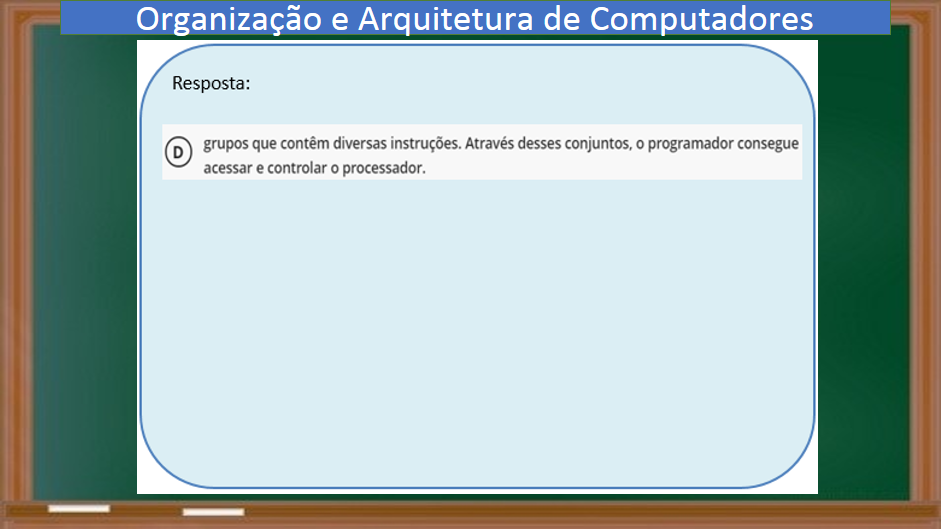 Organização e Arquitetura de Computadores
Resposta:
D grupos que contêm diversas instruções. Através desses conjuntos, o programador consegue
acessar e controlar o processador.